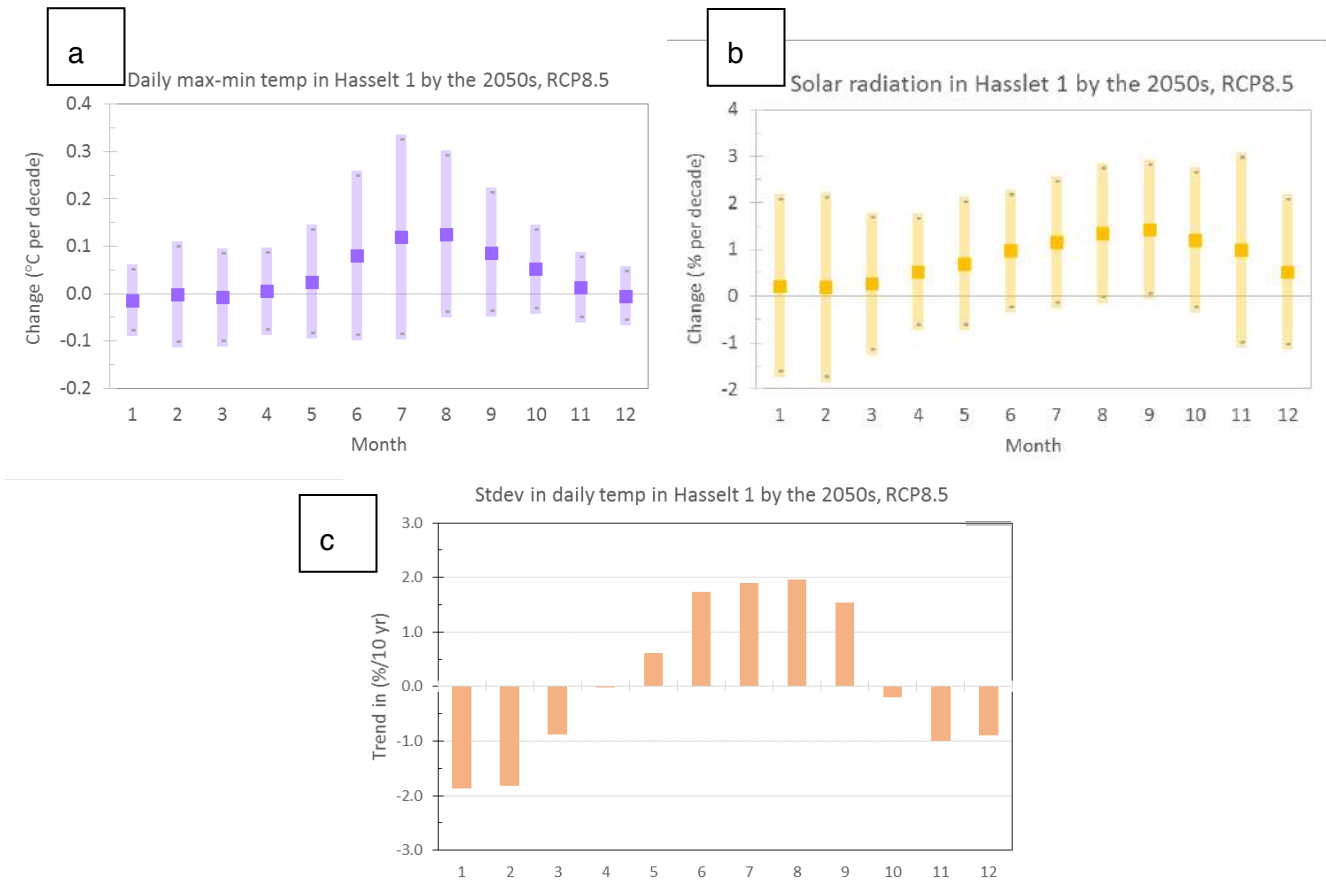 a
Daily max-min temp in Hasselt 1 by the 2050s, RCP8.5
Change (°C per decade)
0.4
0.3
0.2
0.1
0.0
-0.1
-0.2
1 2 3 4 5 6 7 8 9 10 11 12
Month
b
Solar radiation in Hasslet 1 by the 2050s, RCP8.5
Change (% per decade)
4
3
2
1
0
-1
-2
1 2 3 4 5 6 7 8 9 10 11 12
Month
c
Stdev in daily temp in Hasselt 1 by the 2050s, RCP8.5
Trend in (%/10 yr)
3.0
2.0
1.0
0.0
-1.0
-2.0
-3.0
1 2 3 4 5 6 7 8 9 10 11 12